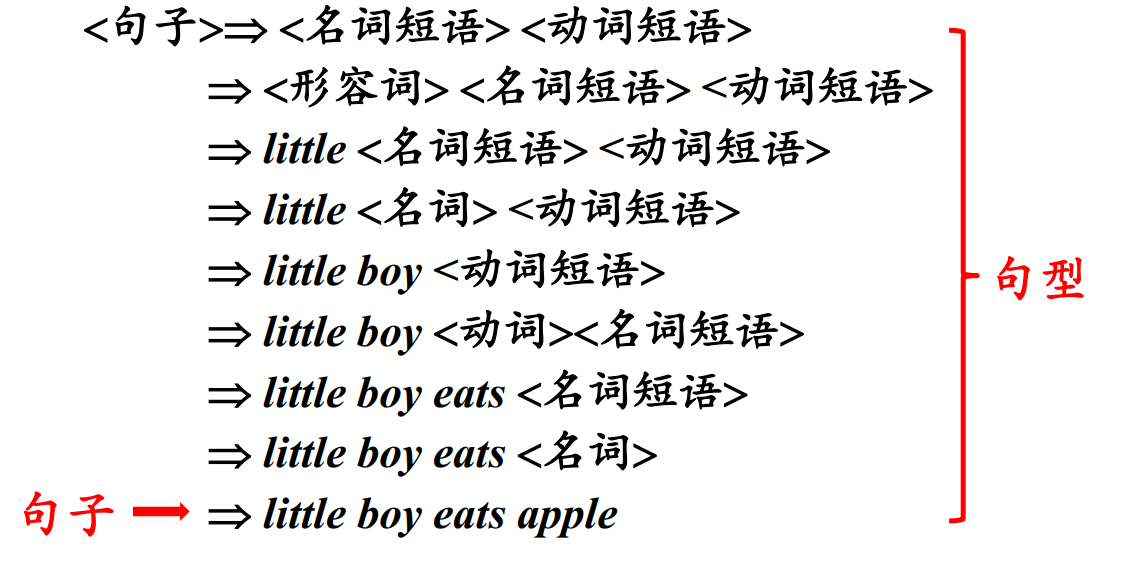 <句子>⇒ <名词短语> <动词短语>
⇒ <形容词> <名词短语> <动词短语>
⇒ little <名词短语> <动词短语>
⇒ little <名词> <动词短语>
⇒ little boy <动词短语>
句型
⇒ little boy <动词><名词短语>
⇒ little boy eats <名词短语>
⇒ little boy eats <名词>
句子 ⇒ little boy eats apple